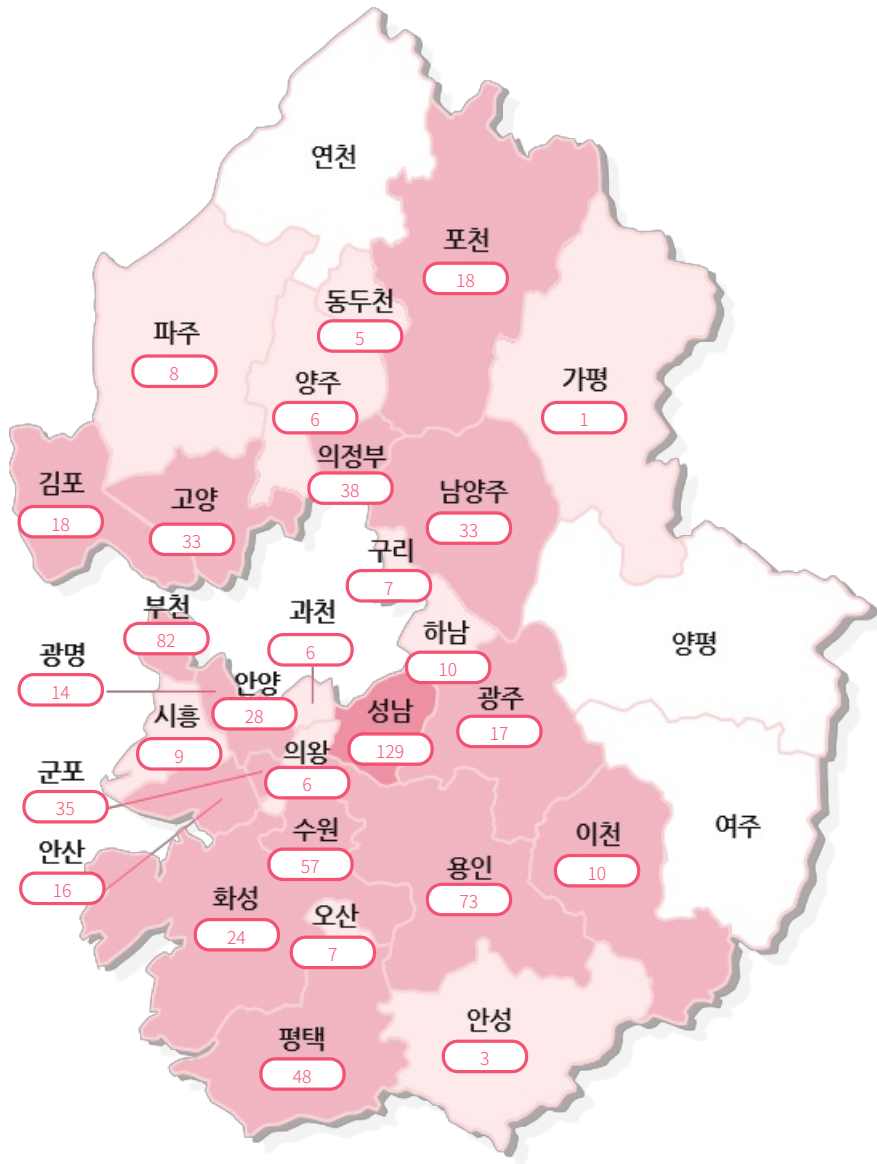 연천
포천
18
동두천
5
파주
8
양주
6
가평
1
의정부
38
김포
18
고양
33
남양주
33
구리
7
부천
82
과천
6
하남
10
양평
광명
14
안양
28
성남
129
광주
17
시흥
9
의왕
6
군포
35
수원
57
이천
10
여주
안산
16
화성
24
용인
73
오산
7
안성
3
평택
48